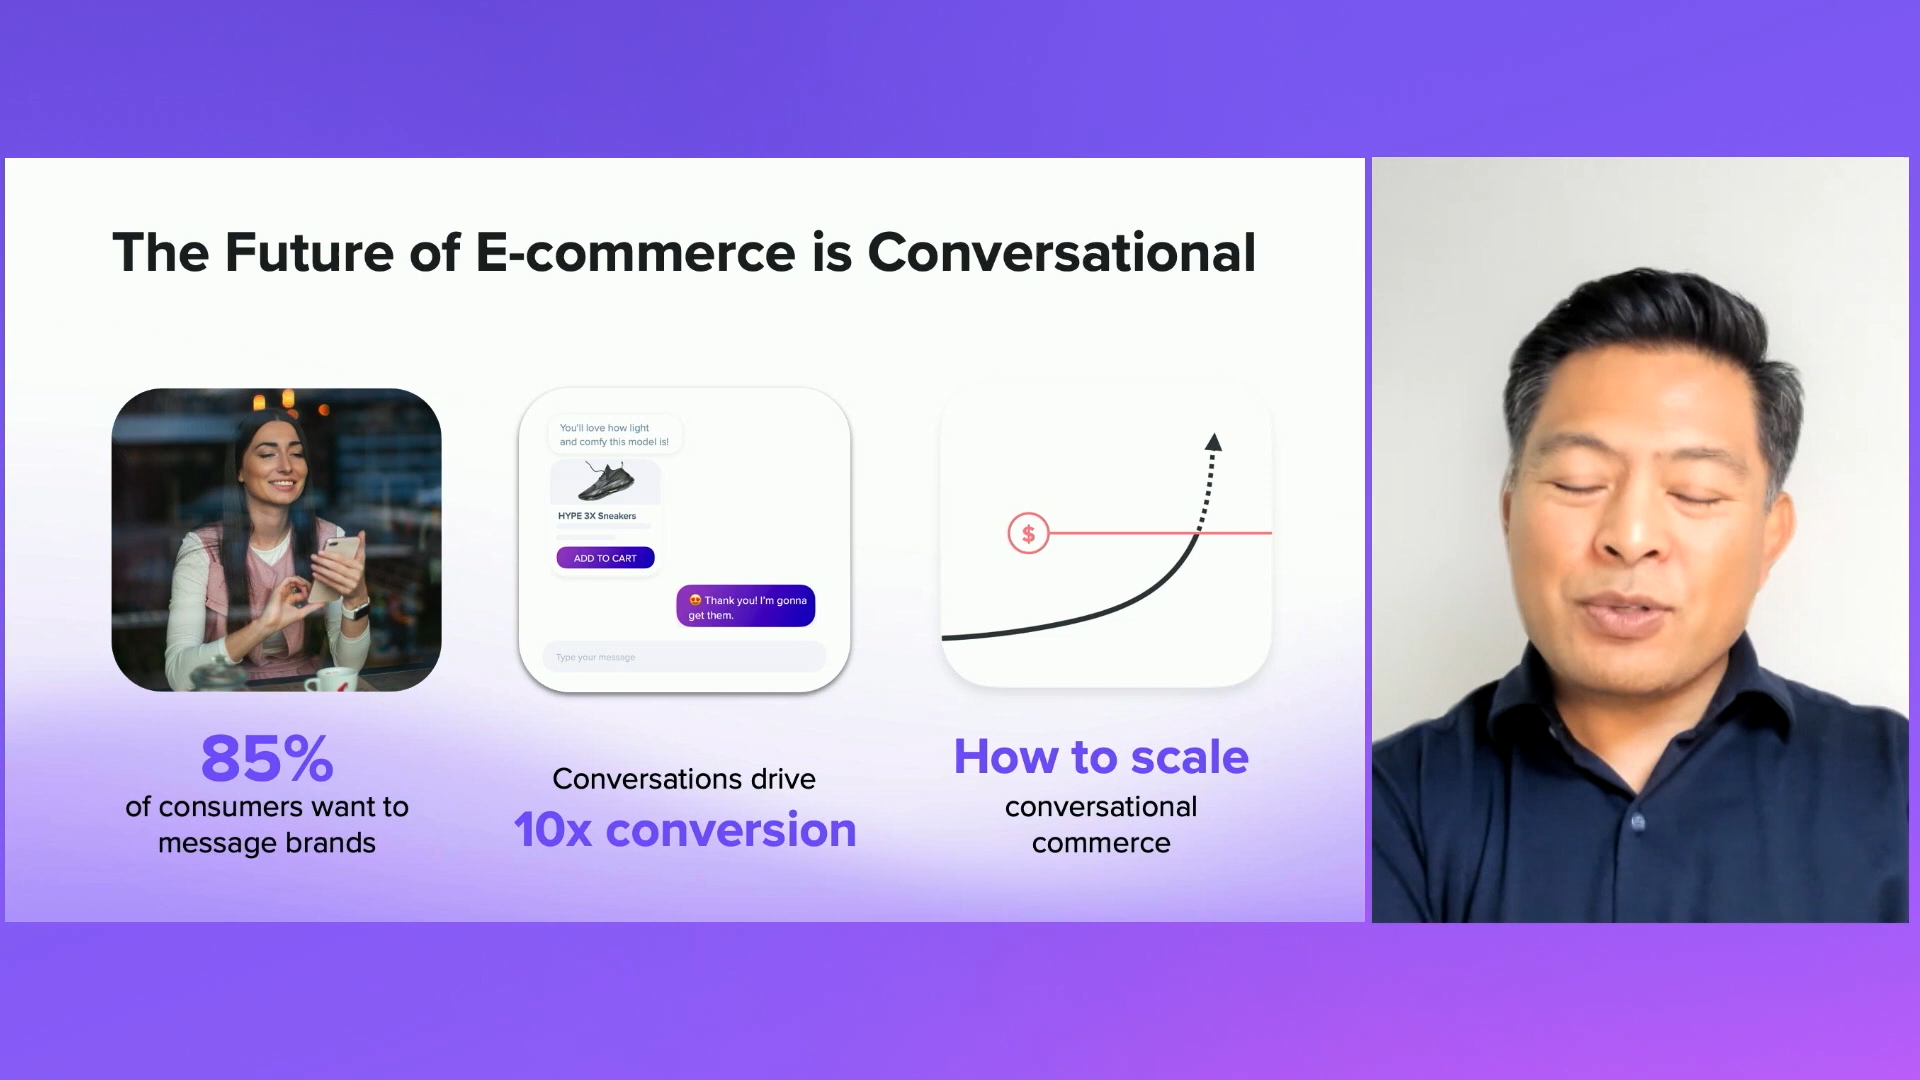 The Future of E-commerce is Conversational
You'll love how light
and comfy this model is!
HYPE 3X Sneakers
ADD TO CART
😍 Thank you! I'm gonna
get them.
Type your message
$
85%
of consumers want to
message brands
Conversations drive
10x conversion
How to scale
conversational
commerce